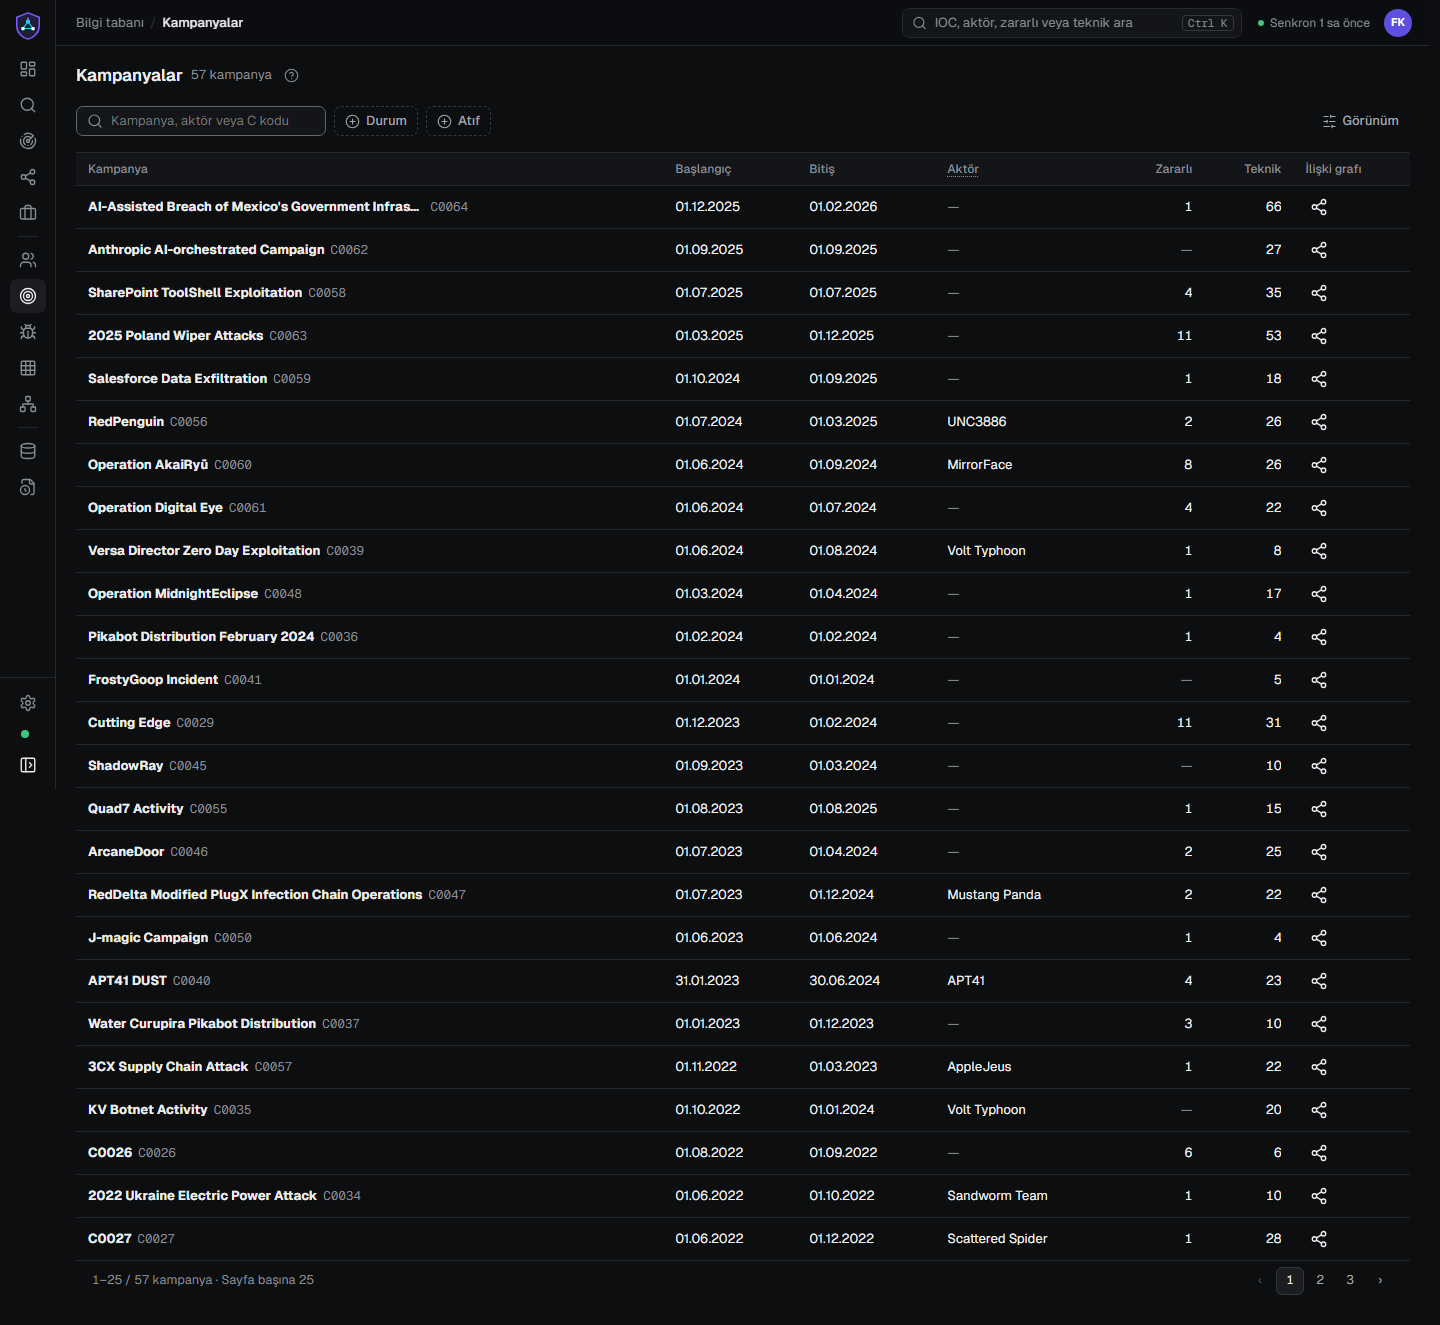 Bilgi tabanı / Kampanyalar
IOC, aktör, zararlı veya teknik ara Ctrl K
Senkron 1 sa önce
FK
Kampanyalar 57 kampanya
Kampanya, aktör veya C kodu
Durum
Atıf
Görünüm
Kampanya Başlangıç Bitiş Aktör Zararlı Teknik İlişki grafı
AI-Assisted Breach of Mexico's Government Infras... C0064 01.12.2025 01.02.2026 — 1 66
Anthropic AI-orchestrated Campaign C0062 01.09.2025 01.09.2025 — — 27
SharePoint ToolShell Exploitation C0058 01.07.2025 01.07.2025 — 4 35
2025 Poland Wiper Attacks C0063 01.03.2025 01.12.2025 — 11 53
Salesforce Data Exfiltration C0059 01.10.2024 01.09.2025 — 1 18
RedPenguin C0056 01.07.2024 01.03.2025 UNC3886 2 26
Operation AkaiRyū C0060 01.06.2024 01.09.2024 MirrorFace 8 26
Operation Digital Eye C0061 01.06.2024 01.07.2024 — 4 22
Versa Director Zero Day Exploitation C0039 01.06.2024 01.08.2024 Volt Typhoon 1 8
Operation MidnightEclipse C0048 01.03.2024 01.04.2024 — 1 17
Pikabot Distribution February 2024 C0036 01.02.2024 01.02.2024 — 1 4
FrostyGoop Incident C0041 01.01.2024 01.01.2024 — — 5
Cutting Edge C0029 01.12.2023 01.02.2024 — 11 31
ShadowRay C0045 01.09.2023 01.03.2024 — — 10
Quad7 Activity C0055 01.08.2023 01.08.2025 — 1 15
ArcaneDoor C0046 01.07.2023 01.04.2024 — 2 25
RedDelta Modified PlugX Infection Chain Operations C0047 01.07.2023 01.12.2024 Mustang Panda 2 22
J-magic Campaign C0050 01.06.2023 01.06.2024 — 1 4
APT41 DUST C0040 31.01.2023 30.06.2024 APT41 4 23
Water Curupira Pikabot Distribution C0037 01.01.2023 01.12.2023 — 3 10
3CX Supply Chain Attack C0057 01.11.2022 01.03.2023 AppleJeus 1 22
KV Botnet Activity C0035 01.10.2022 01.01.2024 Volt Typhoon — 20
C0026 C0026 01.08.2022 01.09.2022 — 6 6
2022 Ukraine Electric Power Attack C0034 01.06.2022 01.10.2022 Sandworm Team 1 10
C0027 C0027 01.06.2022 01.12.2022 Scattered Spider 1 28
1–25 / 57 kampanya · Sayfa başına 25
‹ 1 2 3 ›